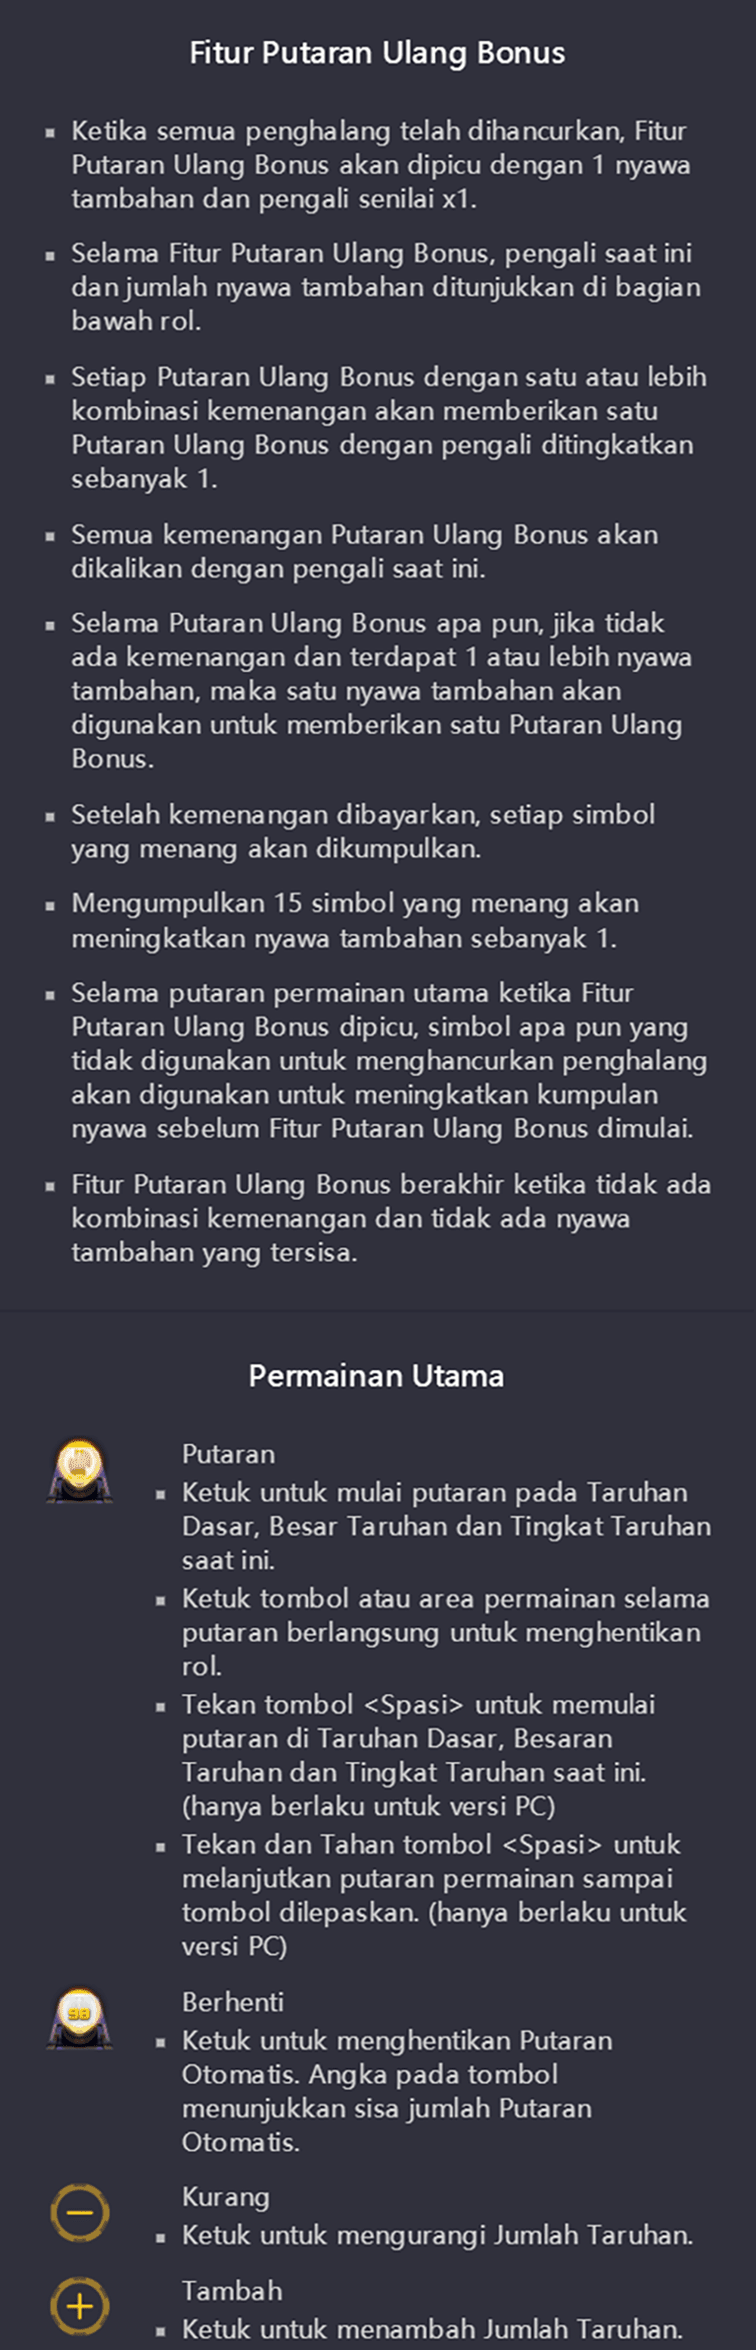 Fitur Putaran Ulang Bonus
▪ Ketika semua penghalang telah dihancurkan, Fitur
Putaran Ulang Bonus akan dipicu dengan 1 nyawa
tambahan dan pengali senilai x1.
▪ Selama Fitur Putaran Ulang Bonus, pengali saat ini
dan jumlah nyawa tambahan ditunjukkan di bagian
bawah rol.
▪ Setiap Putaran Ulang Bonus dengan satu atau lebih
kombinasi kemenangan akan memberikan satu
Putaran Ulang Bonus dengan pengali ditingkatkan
sebanyak 1.
▪ Semua kemenangan Putaran Ulang Bonus akan
dikalikan dengan pengali saat ini.
▪ Selama Putaran Ulang Bonus apa pun, jika tidak
ada kemenangan dan terdapat 1 atau lebih nyawa
tambahan, maka satu nyawa tambahan akan
digunakan untuk memberikan satu Putaran Ulang
Bonus.
▪ Setelah kemenangan dibayarkan, setiap simbol
yang menang akan dikumpulkan.
▪ Mengumpulkan 15 simbol yang menang akan
meningkatkan nyawa tambahan sebanyak 1.
▪ Selama putaran permainan utama ketika Fitur
Putaran Ulang Bonus dipicu, simbol apa pun yang
tidak digunakan untuk menghancurkan penghalang
akan digunakan untuk meningkatkan kumpulan
nyawa sebelum Fitur Putaran Ulang Bonus dimulai.
▪ Fitur Putaran Ulang Bonus berakhir ketika tidak ada
kombinasi kemenangan dan tidak ada nyawa
tambahan yang tersisa.
Permainan Utama
Putaran
▪ Ketuk untuk mulai putaran pada Taruhan
Dasar, Besar Taruhan dan Tingkat Taruhan
saat ini.
▪ Ketuk tombol atau area permainan selama
putaran berlangsung untuk menghentikan
rol.
▪ Tekan tombol <Spasi> untuk memulai
putaran di Taruhan Dasar, Besaran
Taruhan dan Tingkat Taruhan saat ini.
(hanya berlaku untuk versi PC)
▪ Tekan dan Tahan tombol <Spasi> untuk
melanjutkan putaran permainan sampai
tombol dilepaskan. (hanya berlaku untuk
versi PC)
98
Berhenti
▪ Ketuk untuk menghentikan Putaran
Otomatis. Angka pada tombol
menunjukkan sisa jumlah Putaran
Otomatis.
Kurang
▪ Ketuk untuk mengurangi Jumlah Taruhan.
Tambah
▪ Ketuk untuk menambah Jumlah Taruhan.